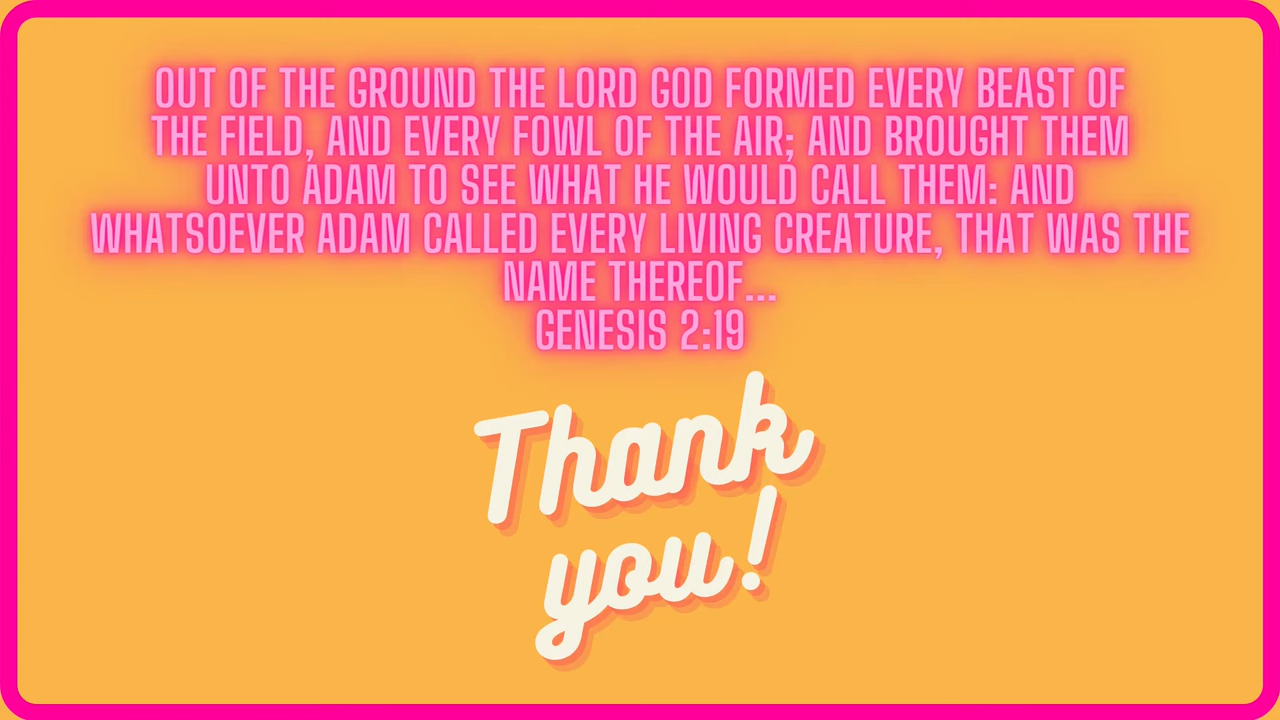 OUT OF THE GROUND THE LORD GOD FORMED EVERY BEAST OF
THE FIELD, AND EVERY FOWL OF THE AIR; AND BROUGHT THEM
UNTO ADAM TO SEE WHAT HE WOULD CALL THEM: AND
WHATSOEVER ADAM CALLED EVERY LIVING CREATURE, THAT WAS THE
NAME THEREOF...
GENESIS 2:19
Thank
you!